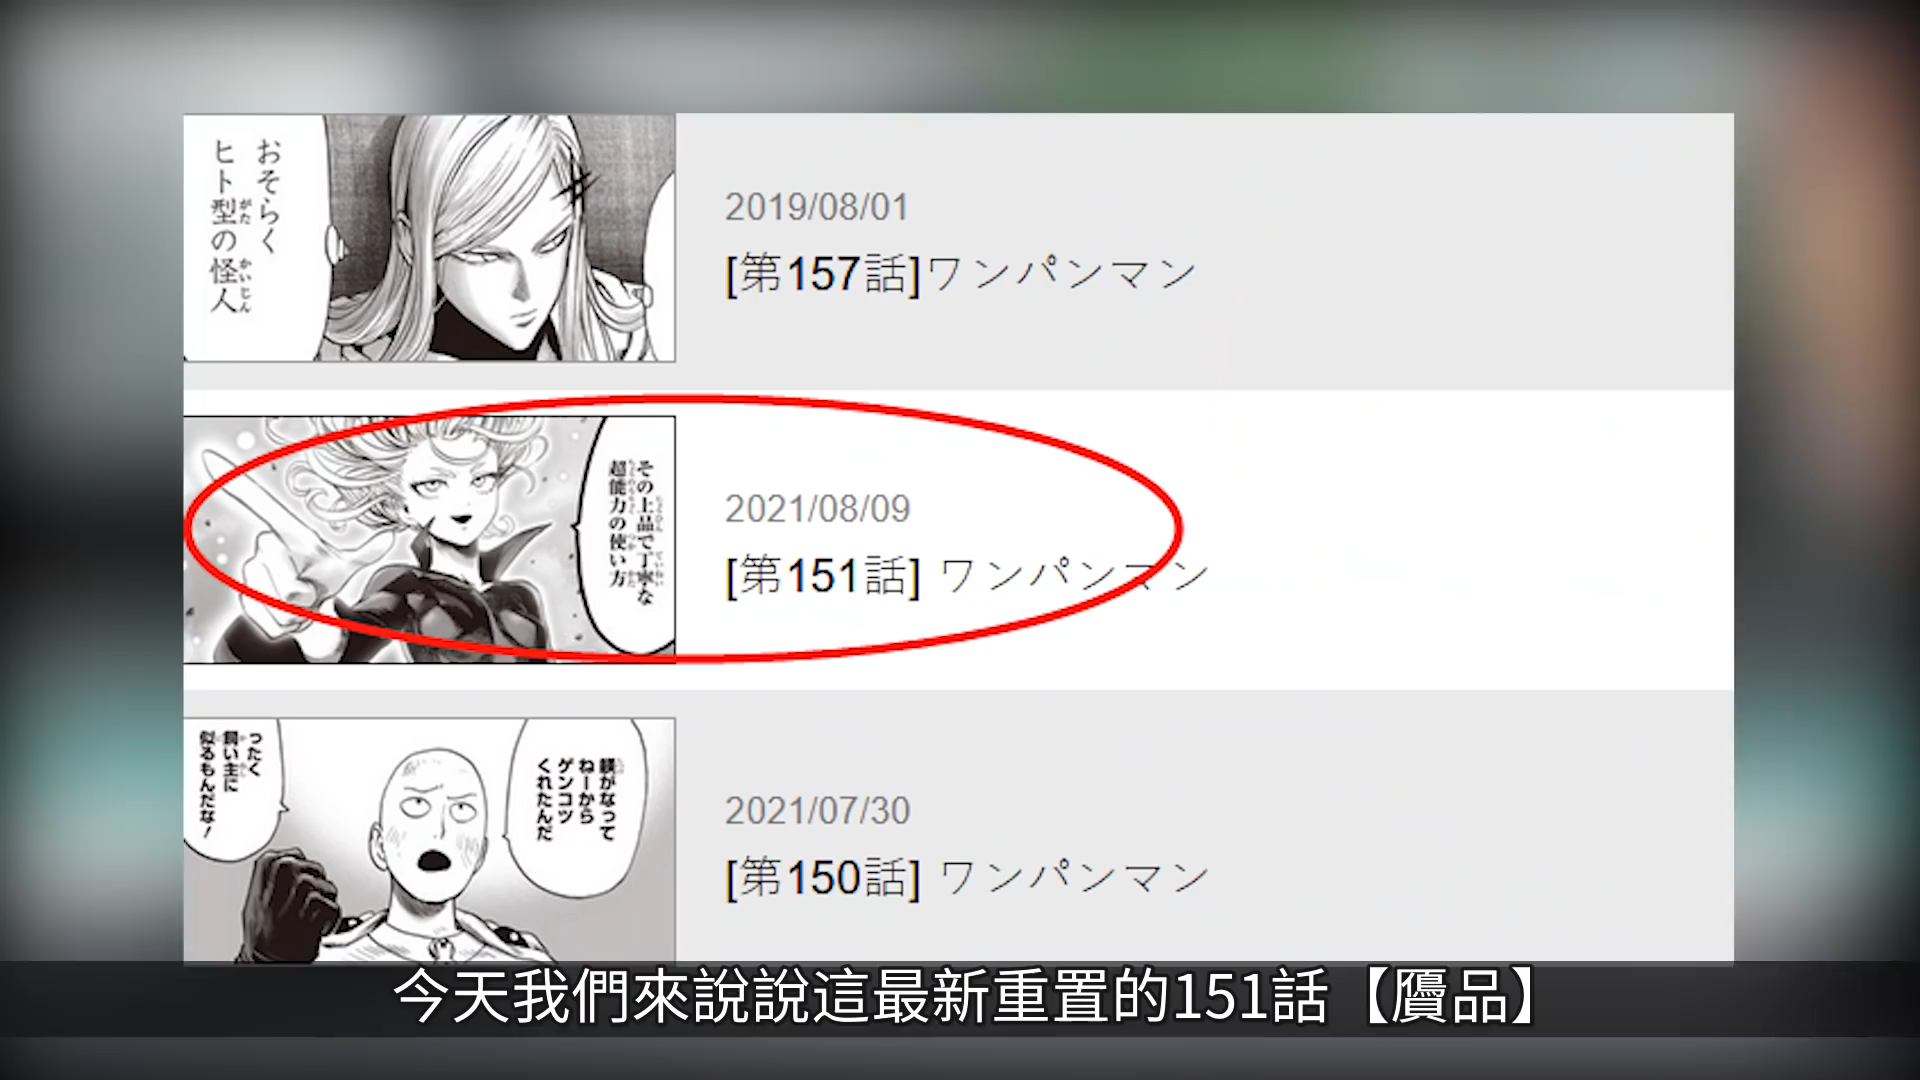 おそらく
ヒト型の怪人
2019/08/01
[第157話]ワンパンマン
その上品で丁寧な
超能力の使い方
2021/08/09
[第151話] ワンパンマン
躾がなって
ねーから
ゲンコツ
くれたんだ
ったく
飼い主に
似るもんだな!
2021/07/30
[第150話] ワンパンマン
今天我們來說說這最新重置的151話【贋品】